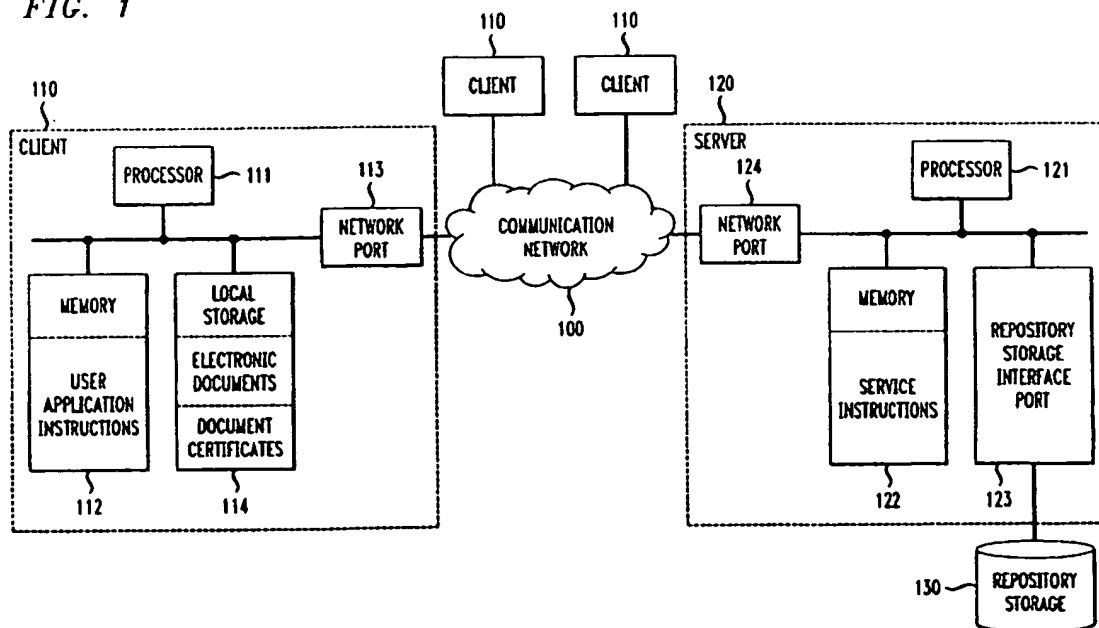 FIG. 1
110
110
CLIENT
CLIENT
110
CLIENT
PROCESSOR
111
113
NETWORK
PORT
MEMORY
USER
APPLICATION
INSTRUCTIONS
112
LOCAL
STORAGE
ELECTRONIC
DOCUMENTS
DOCUMENT
CERTIFICATES
114
COMMUNICATION
NETWORK
100
120
SERVER
124
NETWORK
PORT
PROCESSOR
121
MEMORY
SERVICE
INSTRUCTIONS
122
REPOSITORY
STORAGE
INTERFACE
PORT
123
130
REPOSITORY
STORAGE